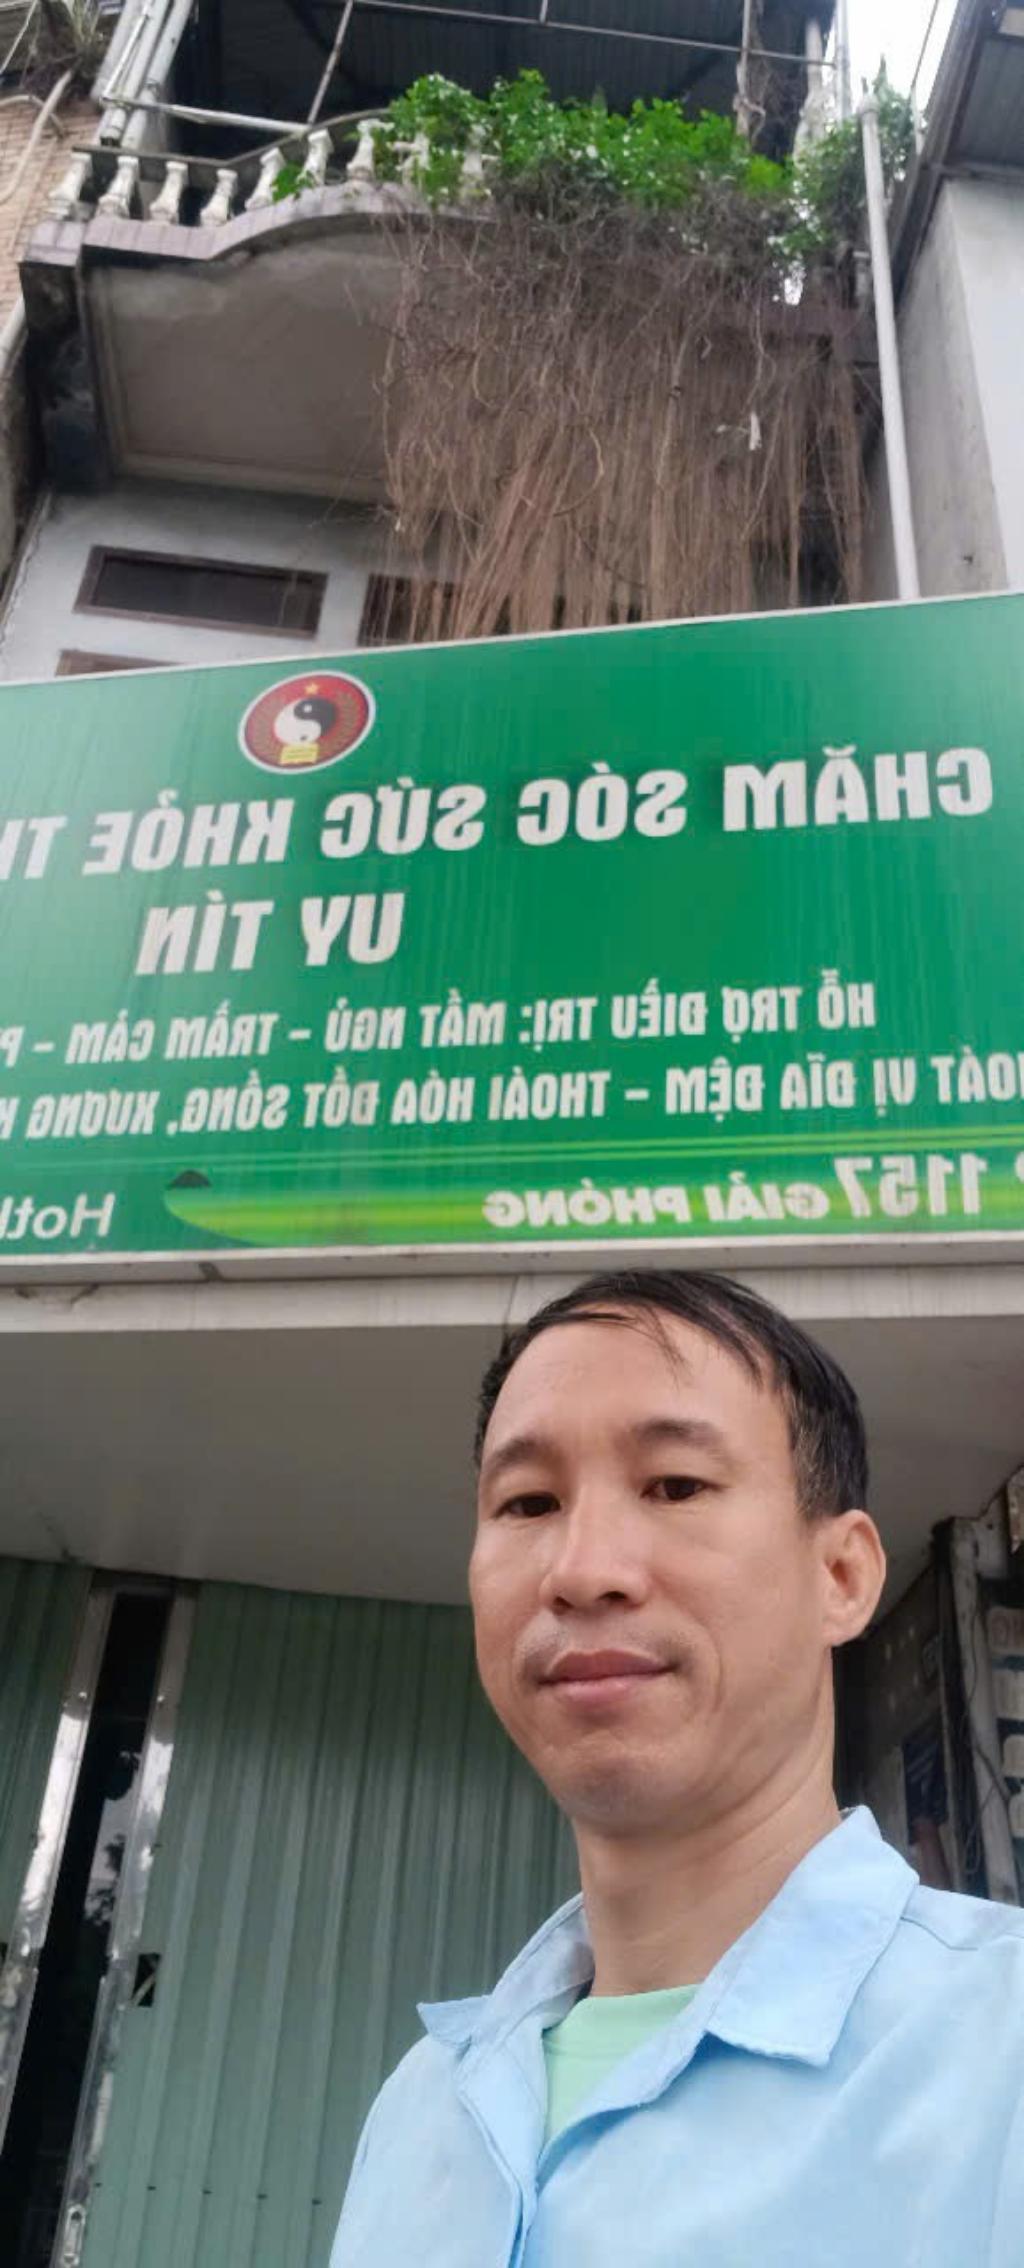 CHĂM SÓC SỨC KHỎE
UY TÍN
HỖ TRỢ ĐIỀU TRỊ: MẤT NGỦ – TRẦM CẢM –
VỊ ĐĨA ĐỆM – THOÁI HÓA ĐỐT SỐNG, XƯƠNG
1157 GIẢI PHÓNG